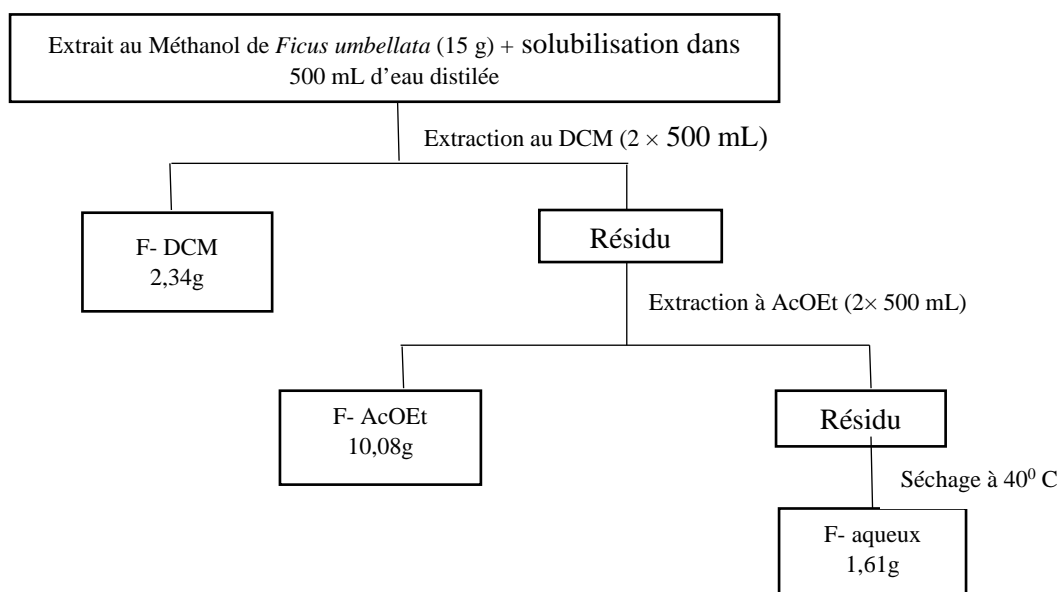 Extrait au Méthanol de Ficus umbellata (15 g) + solubilisation dans
500 mL d'eau distilée
Extraction au DCM (2 × 500 mL)
F- DCM
2,34g
Résidu
Extraction à AcOEt (2× 500 mL)
F- AcOEt
10,08g
Résidu
Séchage à 40⁰ C
F- aqueux
1,61g